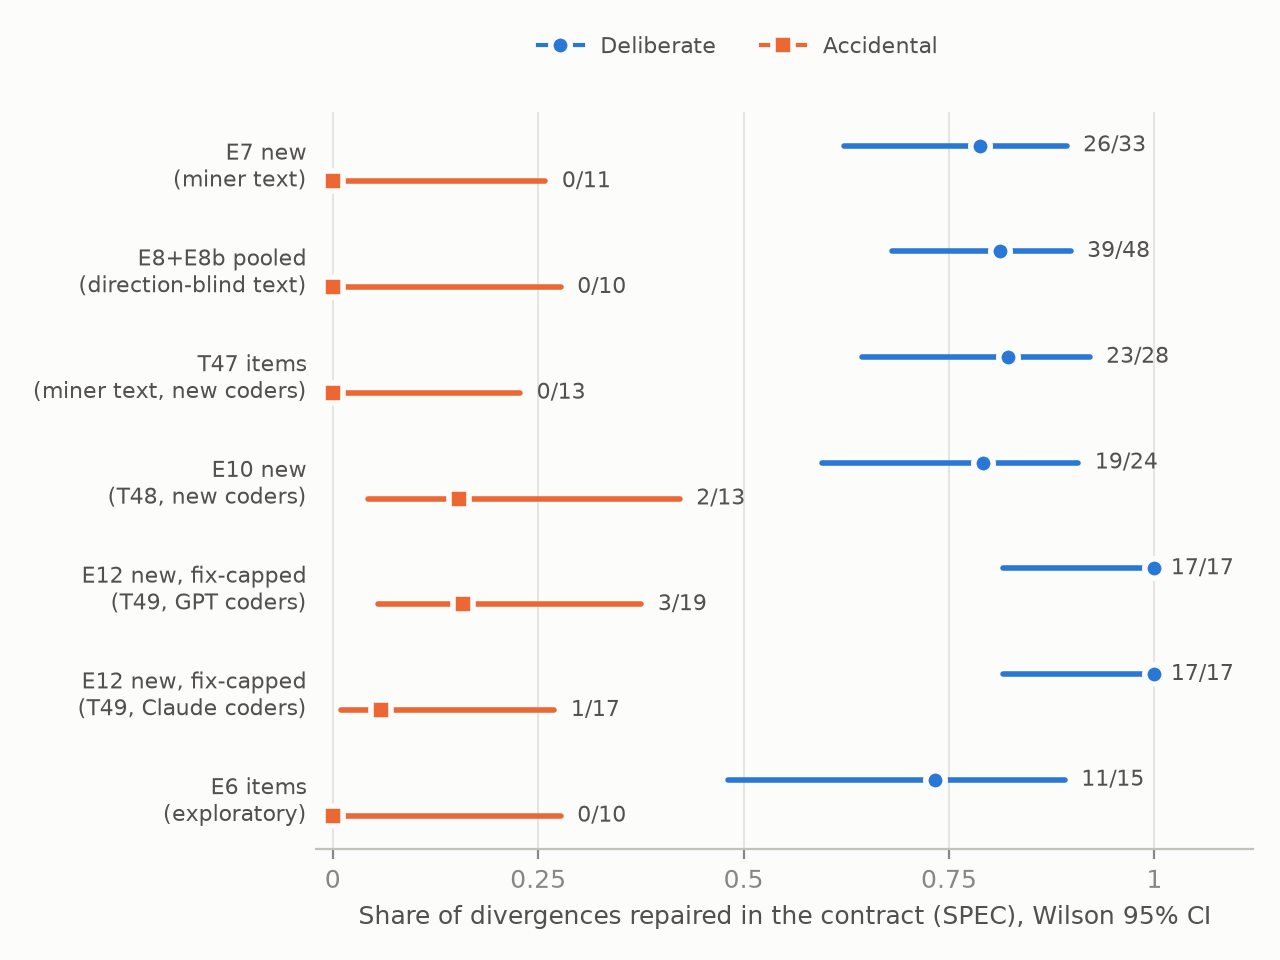 Deliberate
Accidental
E7 new
(miner text)
26/33
0/11
E8+E8b pooled
(direction-blind text)
39/48
0/10
T47 items
(miner text, new coders)
23/28
0/13
E10 new
(T48, new coders)
19/24
2/13
E12 new, fix-capped
(T49, GPT coders)
17/17
3/19
E12 new, fix-capped
(T49, Claude coders)
17/17
1/17
E6 items
(exploratory)
11/15
0/10
0 0.25 0.5 0.75 1
Share of divergences repaired in the contract (SPEC), Wilson 95% CI